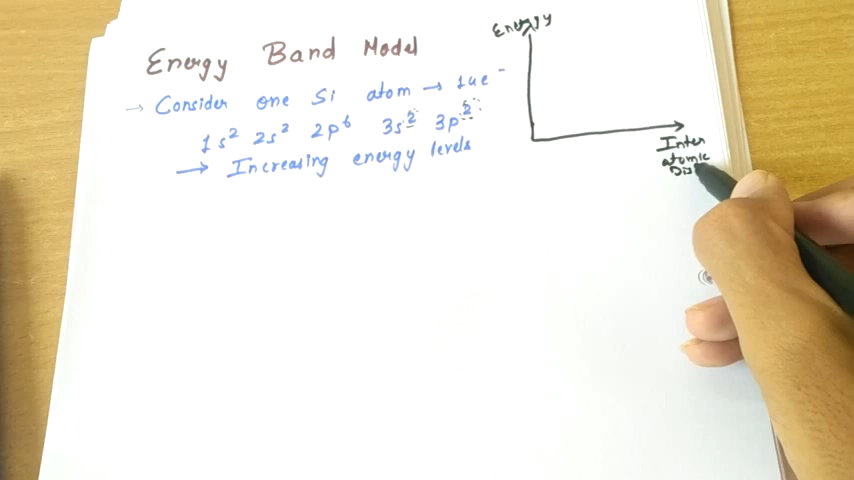 Energy Band Model
→ Consider one Si atom → 14e⁻
1s² 2s² 2p⁶ 3s² 3p²
→ Increasing energy levels
Energy
Inter
atomic
Dis